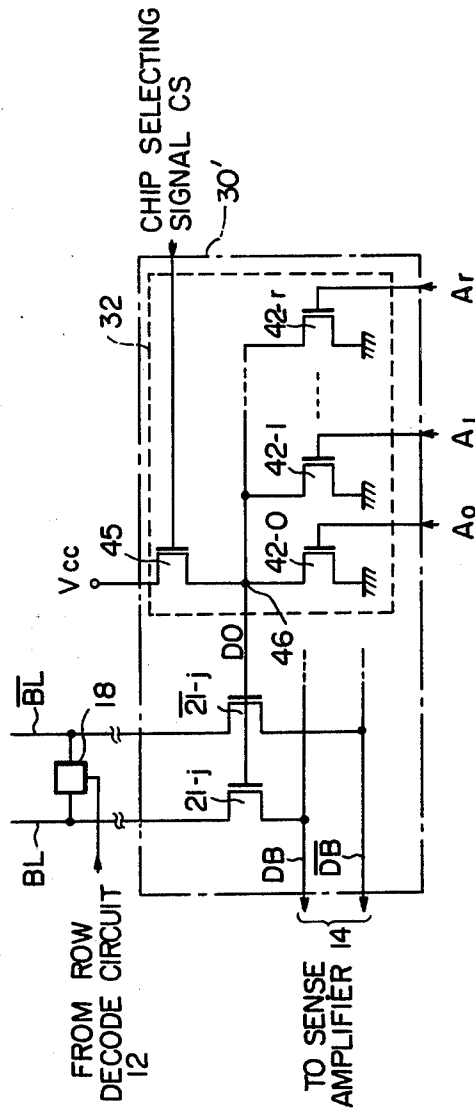 CHIP SELECTING
SIGNAL CS
30'
32
Vcc
45
42-r
42-1
42-0
46
DO
Ar
A1
Ao
BL
18
BL
21-j
21-j
DB
DB
FROM ROW
DECODE CIRCUIT
12
TO SENSE
AMPLIFIER 14